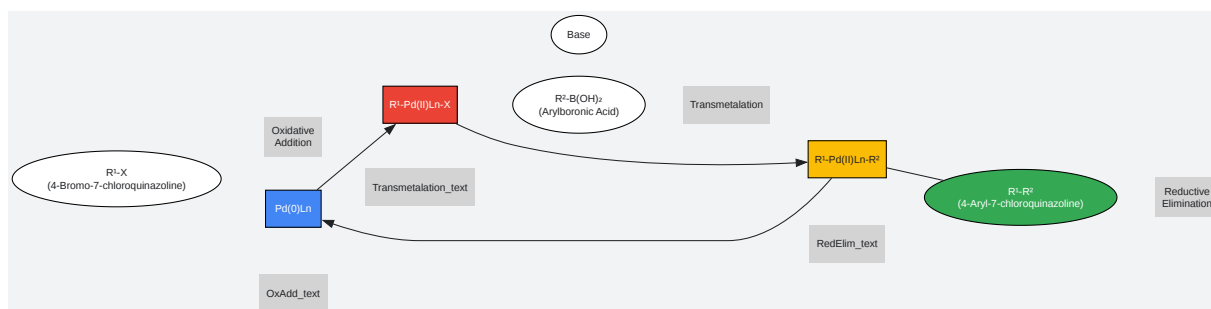 Base
R¹-Pd(II)Ln-X
R²-B(OH)₂
(Arylboronic Acid)
Transmetalation
Oxidative
Addition
R¹-Pd(II)Ln-R²
R¹-X
(4-Bromo-7-chloroquinazoline)
Transmetalation_text
R¹-R²
(4-Aryl-7-chloroquinazoline)
Reductive
Elimination
Pd(0)Ln
RedElim_text
OxAdd_text